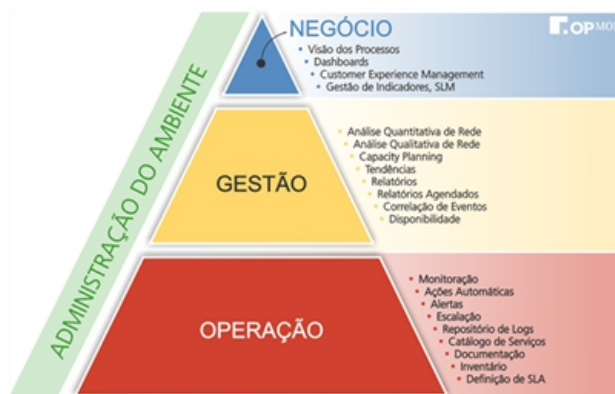 NEGÓCIO
Visão dos Processos
Dashboards
Customer Experience Management
Gestão de Indicadores, SLM
OPMON
ADMINISTRAÇÃO DO AMBIENTE
GESTÃO
Análise Quantitativa de Rede
Análise Qualitativa de Rede
Capacity Planning
Tendências
Relatórios
Relatórios Agendados
Correlação de Eventos
Disponibilidade
OPERAÇÃO
Monitoração
Ações Automáticas
Alertas
Escalação
Repositório de Logs
Catálogo de Serviços
Documentação
Inventário
Definição de SLA